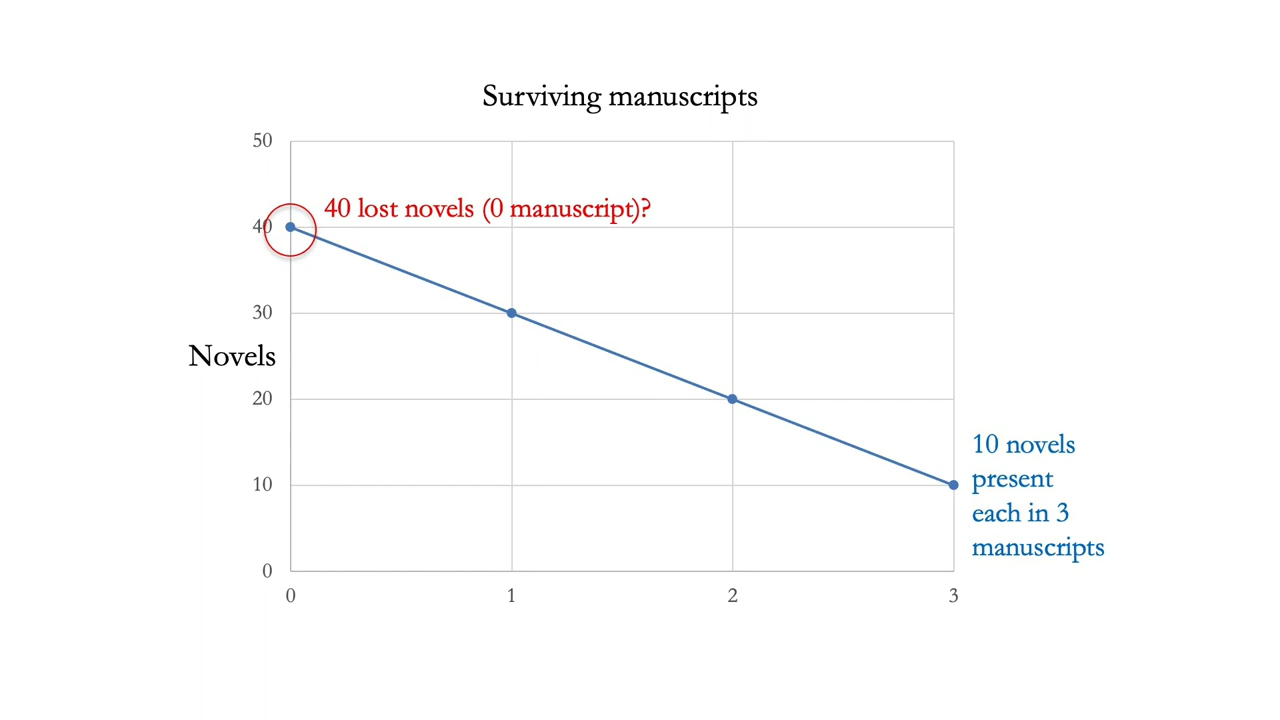 Surviving manuscripts
50
40 lost novels (0 manuscript)?
40
30
Novels
20
10 novels
present
each in 3
manuscripts
10
0
0 1 2 3